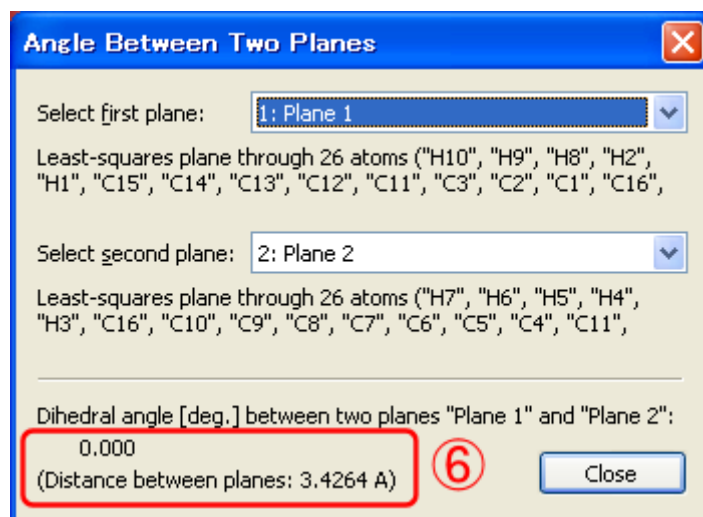 Angle Between Two Planes
Select first plane: 1: Plane 1
Least-squares plane through 26 atoms ("H10", "H9", "H8", "H2",
"H1", "C15", "C14", "C13", "C12", "C11", "C3", "C2", "C1", "C16",
Select second plane: 2: Plane 2
Least-squares plane through 26 atoms ("H7", "H6", "H5", "H4",
"H3", "C16", "C10", "C9", "C8", "C7", "C6", "C5", "C4", "C11",
Dihedral angle [deg.] between two planes "Plane 1" and "Plane 2":
0.000
(Distance between planes: 3.4264 A) ⑥ Close